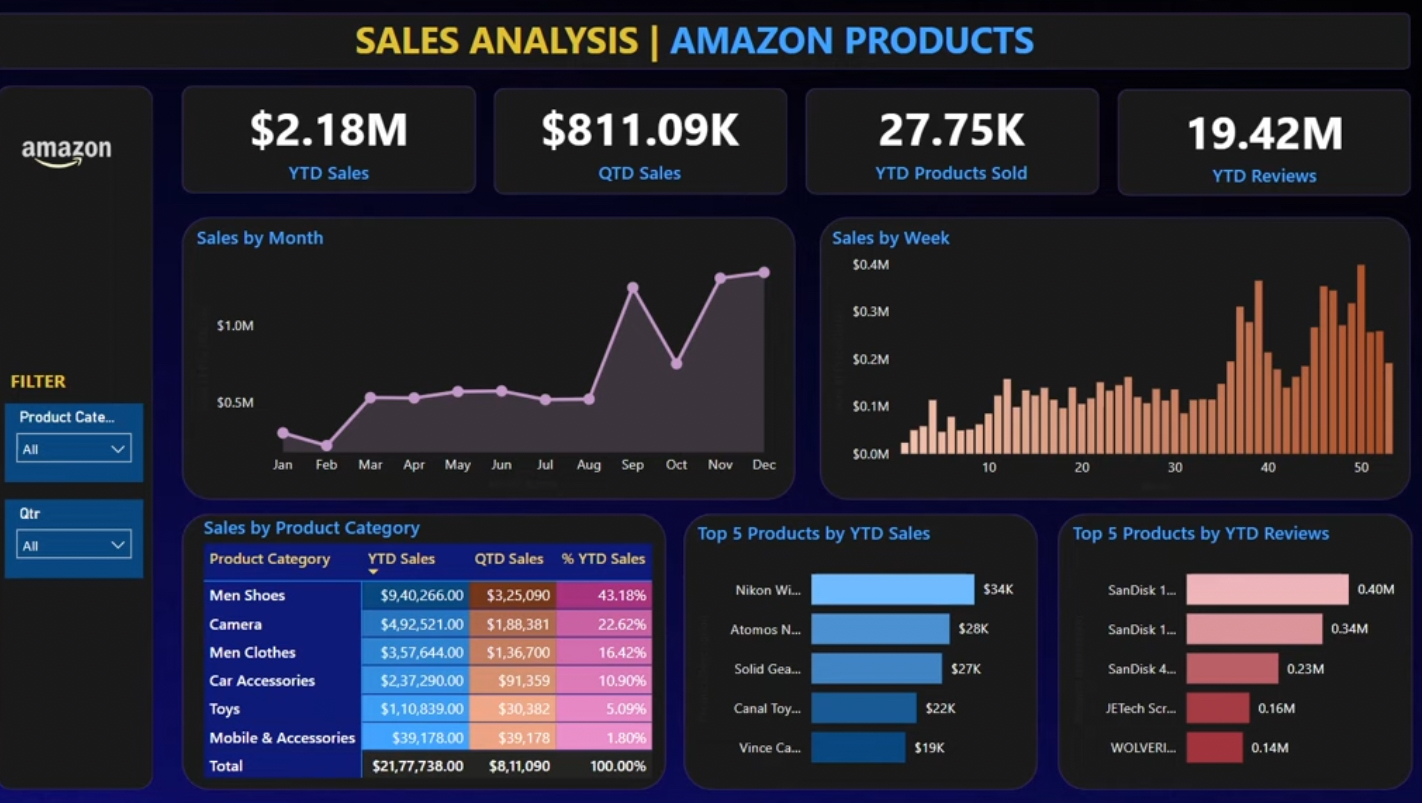 SALES ANALYSIS | AMAZON PRODUCTS
amazon
$2.18M
YTD Sales
$811.09K
QTD Sales
27.75K
YTD Products Sold
19.42M
YTD Reviews
FILTER
Product Cate...
All
Qtr
All
Sales by Month
$1.0M
$0.5M
Jan Feb Mar Apr May Jun Jul Aug Sep Oct Nov Dec
Sales by Week
$0.4M
$0.3M
$0.2M
$0.1M
$0.0M
10 20 30 40 50
Sales by Product Category
Product Category YTD Sales QTD Sales % YTD Sales
Men Shoes $9,40,266.00 $3,25,090 43.18%
Camera $4,92,521.00 $1,88,381 22.62%
Men Clothes $3,57,644.00 $1,36,700 16.42%
Car Accessories $2,37,290.00 $91,359 10.90%
Toys $1,10,839.00 $30,382 5.09%
Mobile & Accessories $39,178.00 $39,178 1.80%
Total $21,77,738.00 $8,11,090 100.00%
Top 5 Products by YTD Sales
Nikon Wi... $34K
Atomos N... $28K
Solid Gea... $27K
Canal Toy... $22K
Vince Ca... $19K
Top 5 Products by YTD Reviews
SanDisk 1... 0.40M
SanDisk 1... 0.34M
SanDisk 4... 0.23M
JETech Scr... 0.16M
WOLVERI... 0.14M